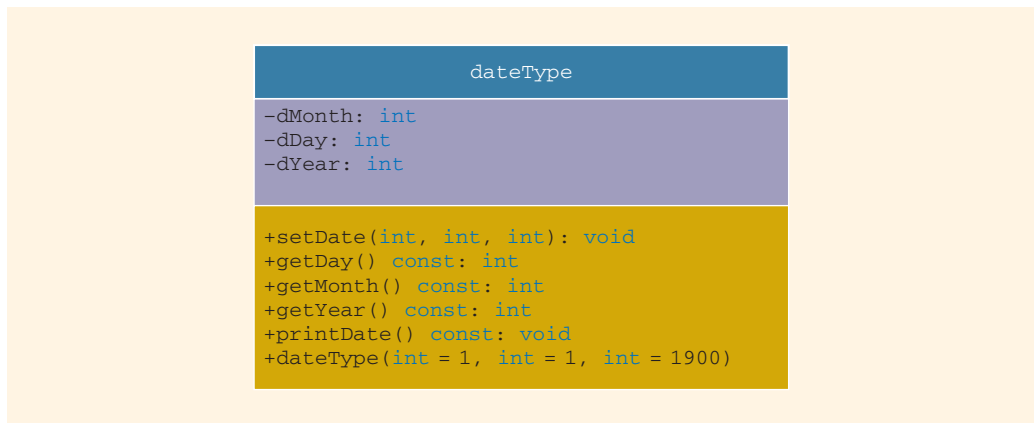 dateType
-dMonth: int
-dDay: int
-dYear: int
+setDate(int, int, int): void
+getDay() const: int
+getMonth() const: int
+getYear() const: int
+printDate() const: void
+dateType(int = 1, int = 1, int = 1900)